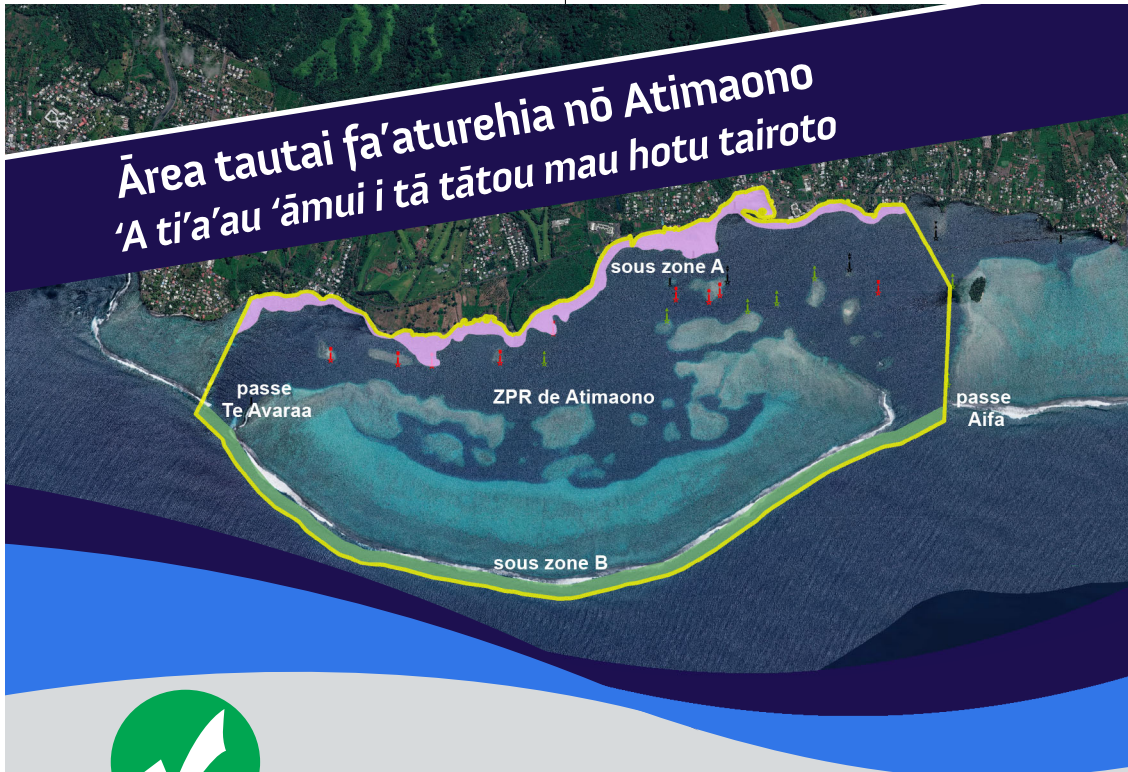 Ārea tautai fa’aturehia nō Atimaono
‘A ti’a’au ‘āmui i tā tātou mau hotu tairoto
sous zone A
passe
Te Avaraa
ZPR de Atimaono
passe
Aifa
sous zone B